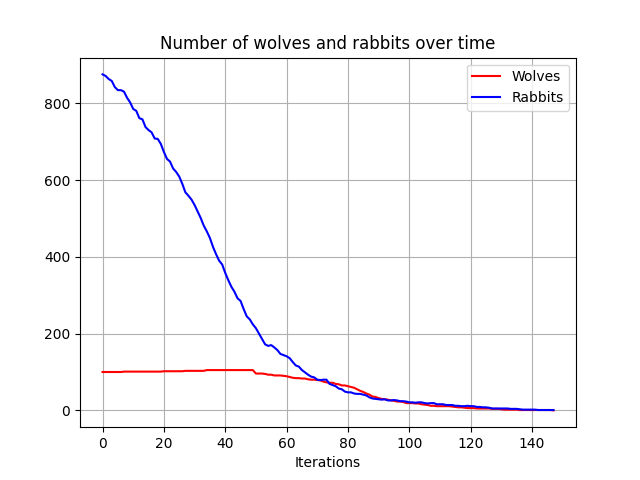 Number of wolves and rabbits over time
Wolves
Rabbits
800
600
400
200
0
0 20 40 60 80 100 120 140
Iterations